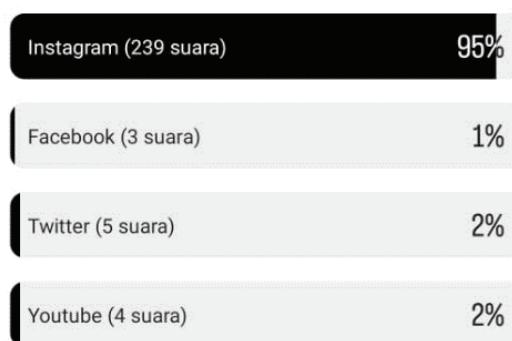 Instagram (239 suara) 95%
Facebook (3 suara) 1%
Twitter (5 suara) 2%
Youtube (4 suara) 2%